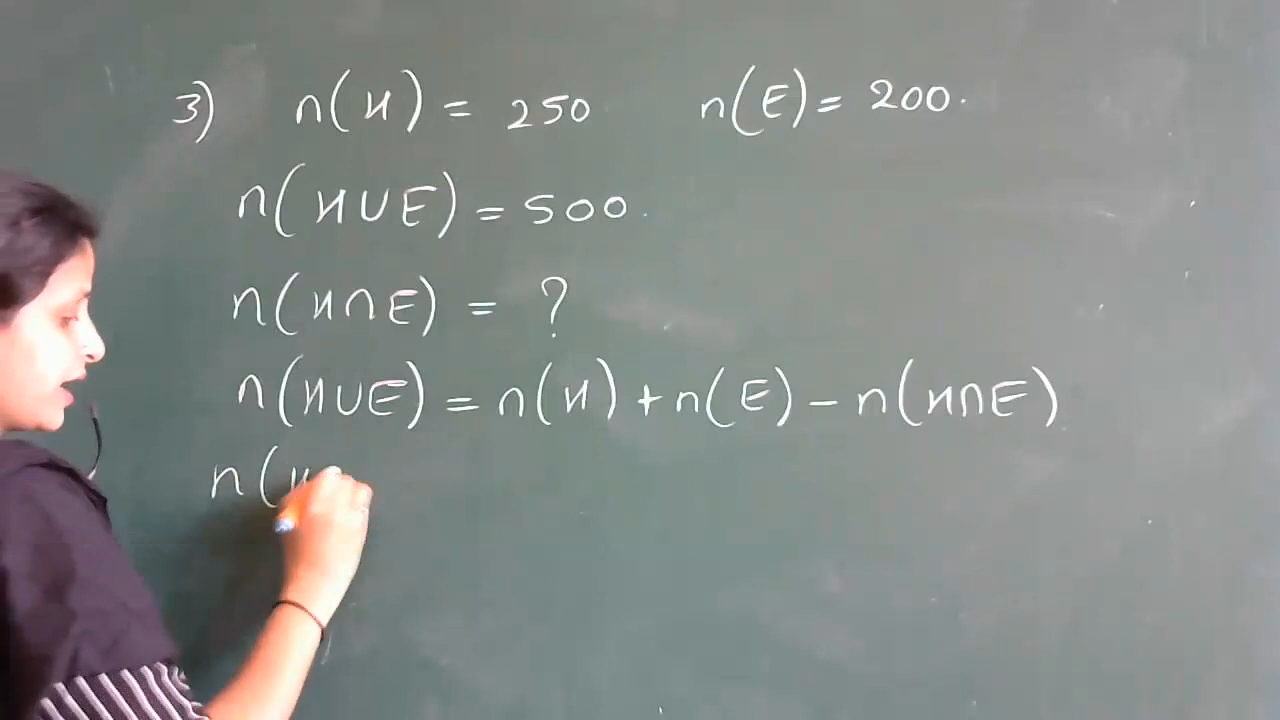 3) n(H) = 250 n(E) = 200.
n(H∪E) = 500.
n(H∩E) = ?
n(H∪E) = n(H) + n(E) - n(H∩E)
n(H